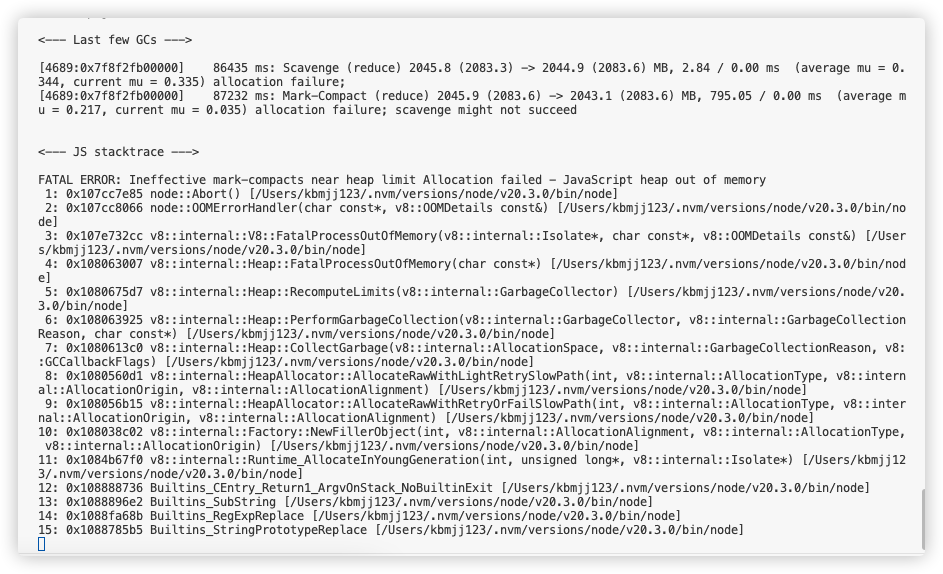 <--- Last few GCs --->
[4689:0x7f8f2fb00000]    86435 ms: Scavenge (reduce) 2045.8 (2083.3) -> 2044.9 (2083.6) MB, 2.84 / 0.00 ms  (average mu = 0.
344, current mu = 0.335) allocation failure;
[4689:0x7f8f2fb00000]    87232 ms: Mark-Compact (reduce) 2045.9 (2083.6) -> 2043.1 (2083.6) MB, 795.05 / 0.00 ms  (average m
u = 0.217, current mu = 0.035) allocation failure; scavenge might not succeed
<--- JS stacktrace --->
FATAL ERROR: Ineffective mark-compacts near heap limit Allocation failed - JavaScript heap out of memory
 1: 0x107cc7e85 node::Abort() [/Users/kbmjj123/.nvm/versions/node/v20.3.0/bin/node]
 2: 0x107cc8066 node::OOMErrorHandler(char const*, v8::OOMDetails const&) [/Users/kbmjj123/.nvm/versions/node/v20.3.0/bin/no
de]
 3: 0x107e732cc v8::internal::V8::FatalProcessOutOfMemory(v8::internal::Isolate*, char const*, v8::OOMDetails const&) [/User
s/kbmjj123/.nvm/versions/node/v20.3.0/bin/node]
 4: 0x108063007 v8::internal::Heap::FatalProcessOutOfMemory(char const*) [/Users/kbmjj123/.nvm/versions/node/v20.3.0/bin/nod
e]
 5: 0x1080675d7 v8::internal::Heap::RecomputeLimits(v8::internal::GarbageCollector) [/Users/kbmjj123/.nvm/versions/node/v20.
3.0/bin/node]
 6: 0x108063925 v8::internal::Heap::PerformGarbageCollection(v8::internal::GarbageCollector, v8::internal::GarbageCollection
Reason, char const*) [/Users/kbmjj123/.nvm/versions/node/v20.3.0/bin/node]
 7: 0x1080613c0 v8::internal::Heap::CollectGarbage(v8::internal::AllocationSpace, v8::internal::GarbageCollectionReason, v8:
:GCCallbackFlags) [/Users/kbmjj123/.nvm/versions/node/v20.3.0/bin/node]
 8: 0x1080560d1 v8::internal::HeapAllocator::AllocateRawWithLightRetrySlowPath(int, v8::internal::AllocationType, v8::intern
al::AllocationOrigin, v8::internal::AllocationAlignment) [/Users/kbmjj123/.nvm/versions/node/v20.3.0/bin/node]
 9: 0x108056b15 v8::internal::HeapAllocator::AllocateRawWithRetryOrFailSlowPath(int, v8::internal::AllocationType, v8::inter
nal::AllocationOrigin, v8::internal::AllocationAlignment) [/Users/kbmjj123/.nvm/versions/node/v20.3.0/bin/node]
10: 0x108038c02 v8::internal::Factory::NewFillerObject(int, v8::internal::AllocationAlignment, v8::internal::AllocationType,
 v8::internal::AllocationOrigin) [/Users/kbmjj123/.nvm/versions/node/v20.3.0/bin/node]
11: 0x1084b67f0 v8::internal::Runtime_AllocateInYoungGeneration(int, unsigned long*, v8::internal::Isolate*) [/Users/kbmjj12
3/.nvm/versions/node/v20.3.0/bin/node]
12: 0x108888736 Builtins_CEntry_Return1_ArgvOnStack_NoBuiltinExit [/Users/kbmjj123/.nvm/versions/node/v20.3.0/bin/node]
13: 0x1088896e2 Builtins_SubString [/Users/kbmjj123/.nvm/versions/node/v20.3.0/bin/node]
14: 0x1088fa68b Builtins_RegExpReplace [/Users/kbmjj123/.nvm/versions/node/v20.3.0/bin/node]
15: 0x1088785b5 Builtins_StringPrototypeReplace [/Users/kbmjj123/.nvm/versions/node/v20.3.0/bin/node]